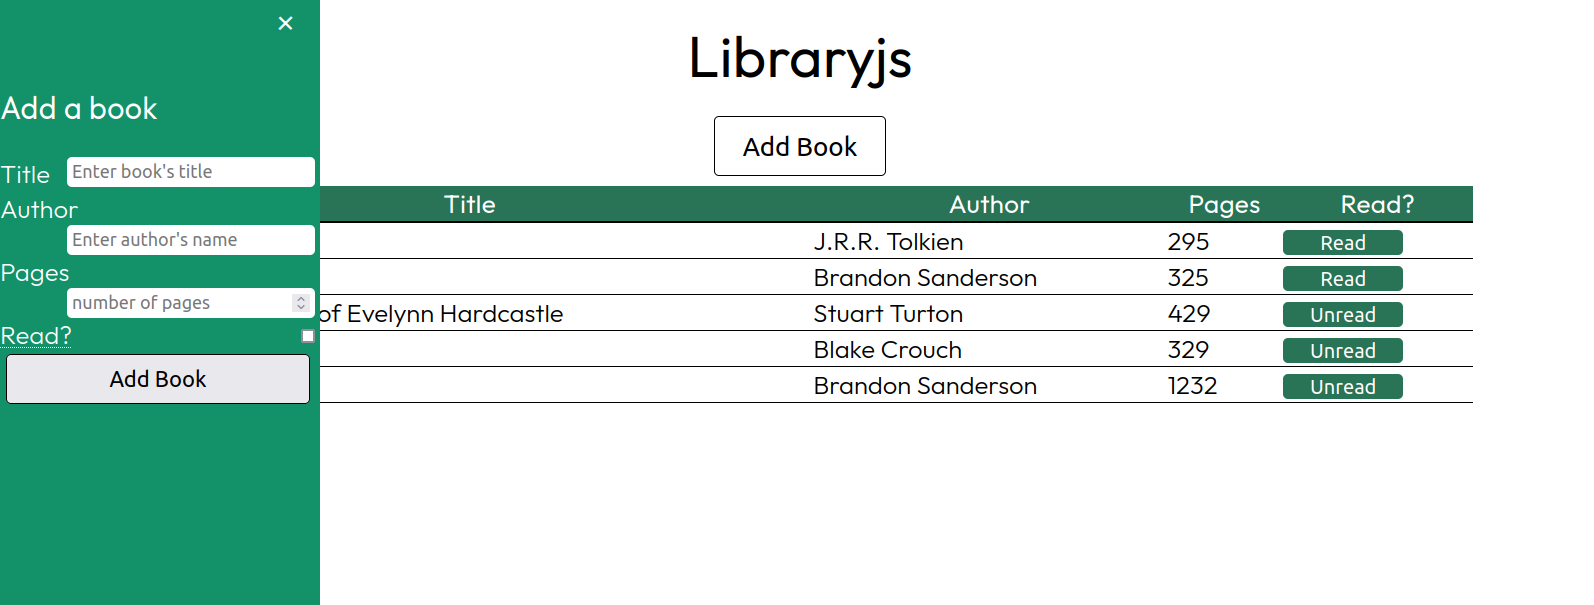 ×
Add a book
Title Enter book's title
Author
Enter author's name
Pages
number of pages
Read?
Add Book
Libraryjs
Add Book
Title Author Pages Read?
J.R.R. Tolkien 295 Read
Brandon Sanderson 325 Read
of Evelynn Hardcastle Stuart Turton 429 Unread
Blake Crouch 329 Unread
Brandon Sanderson 1232 Unread